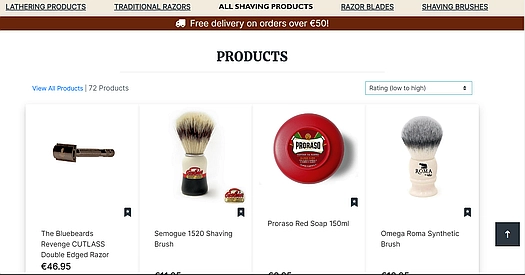 LATHERING PRODUCTS TRADITIONAL RAZORS ALL SHAVING PRODUCTS RAZOR BLADES SHAVING BRUSHES
Free delivery on orders over €50!
PRODUCTS
View All Products | 72 Products
Rating (low to high)
PRORASO
ROMA
The Bluebeards
Revenge CUTLASS
Double Edged Razor
€46.95
Semogue 1520 Shaving
Brush
Proraso Red Soap 150ml
Omega Roma Synthetic
Brush